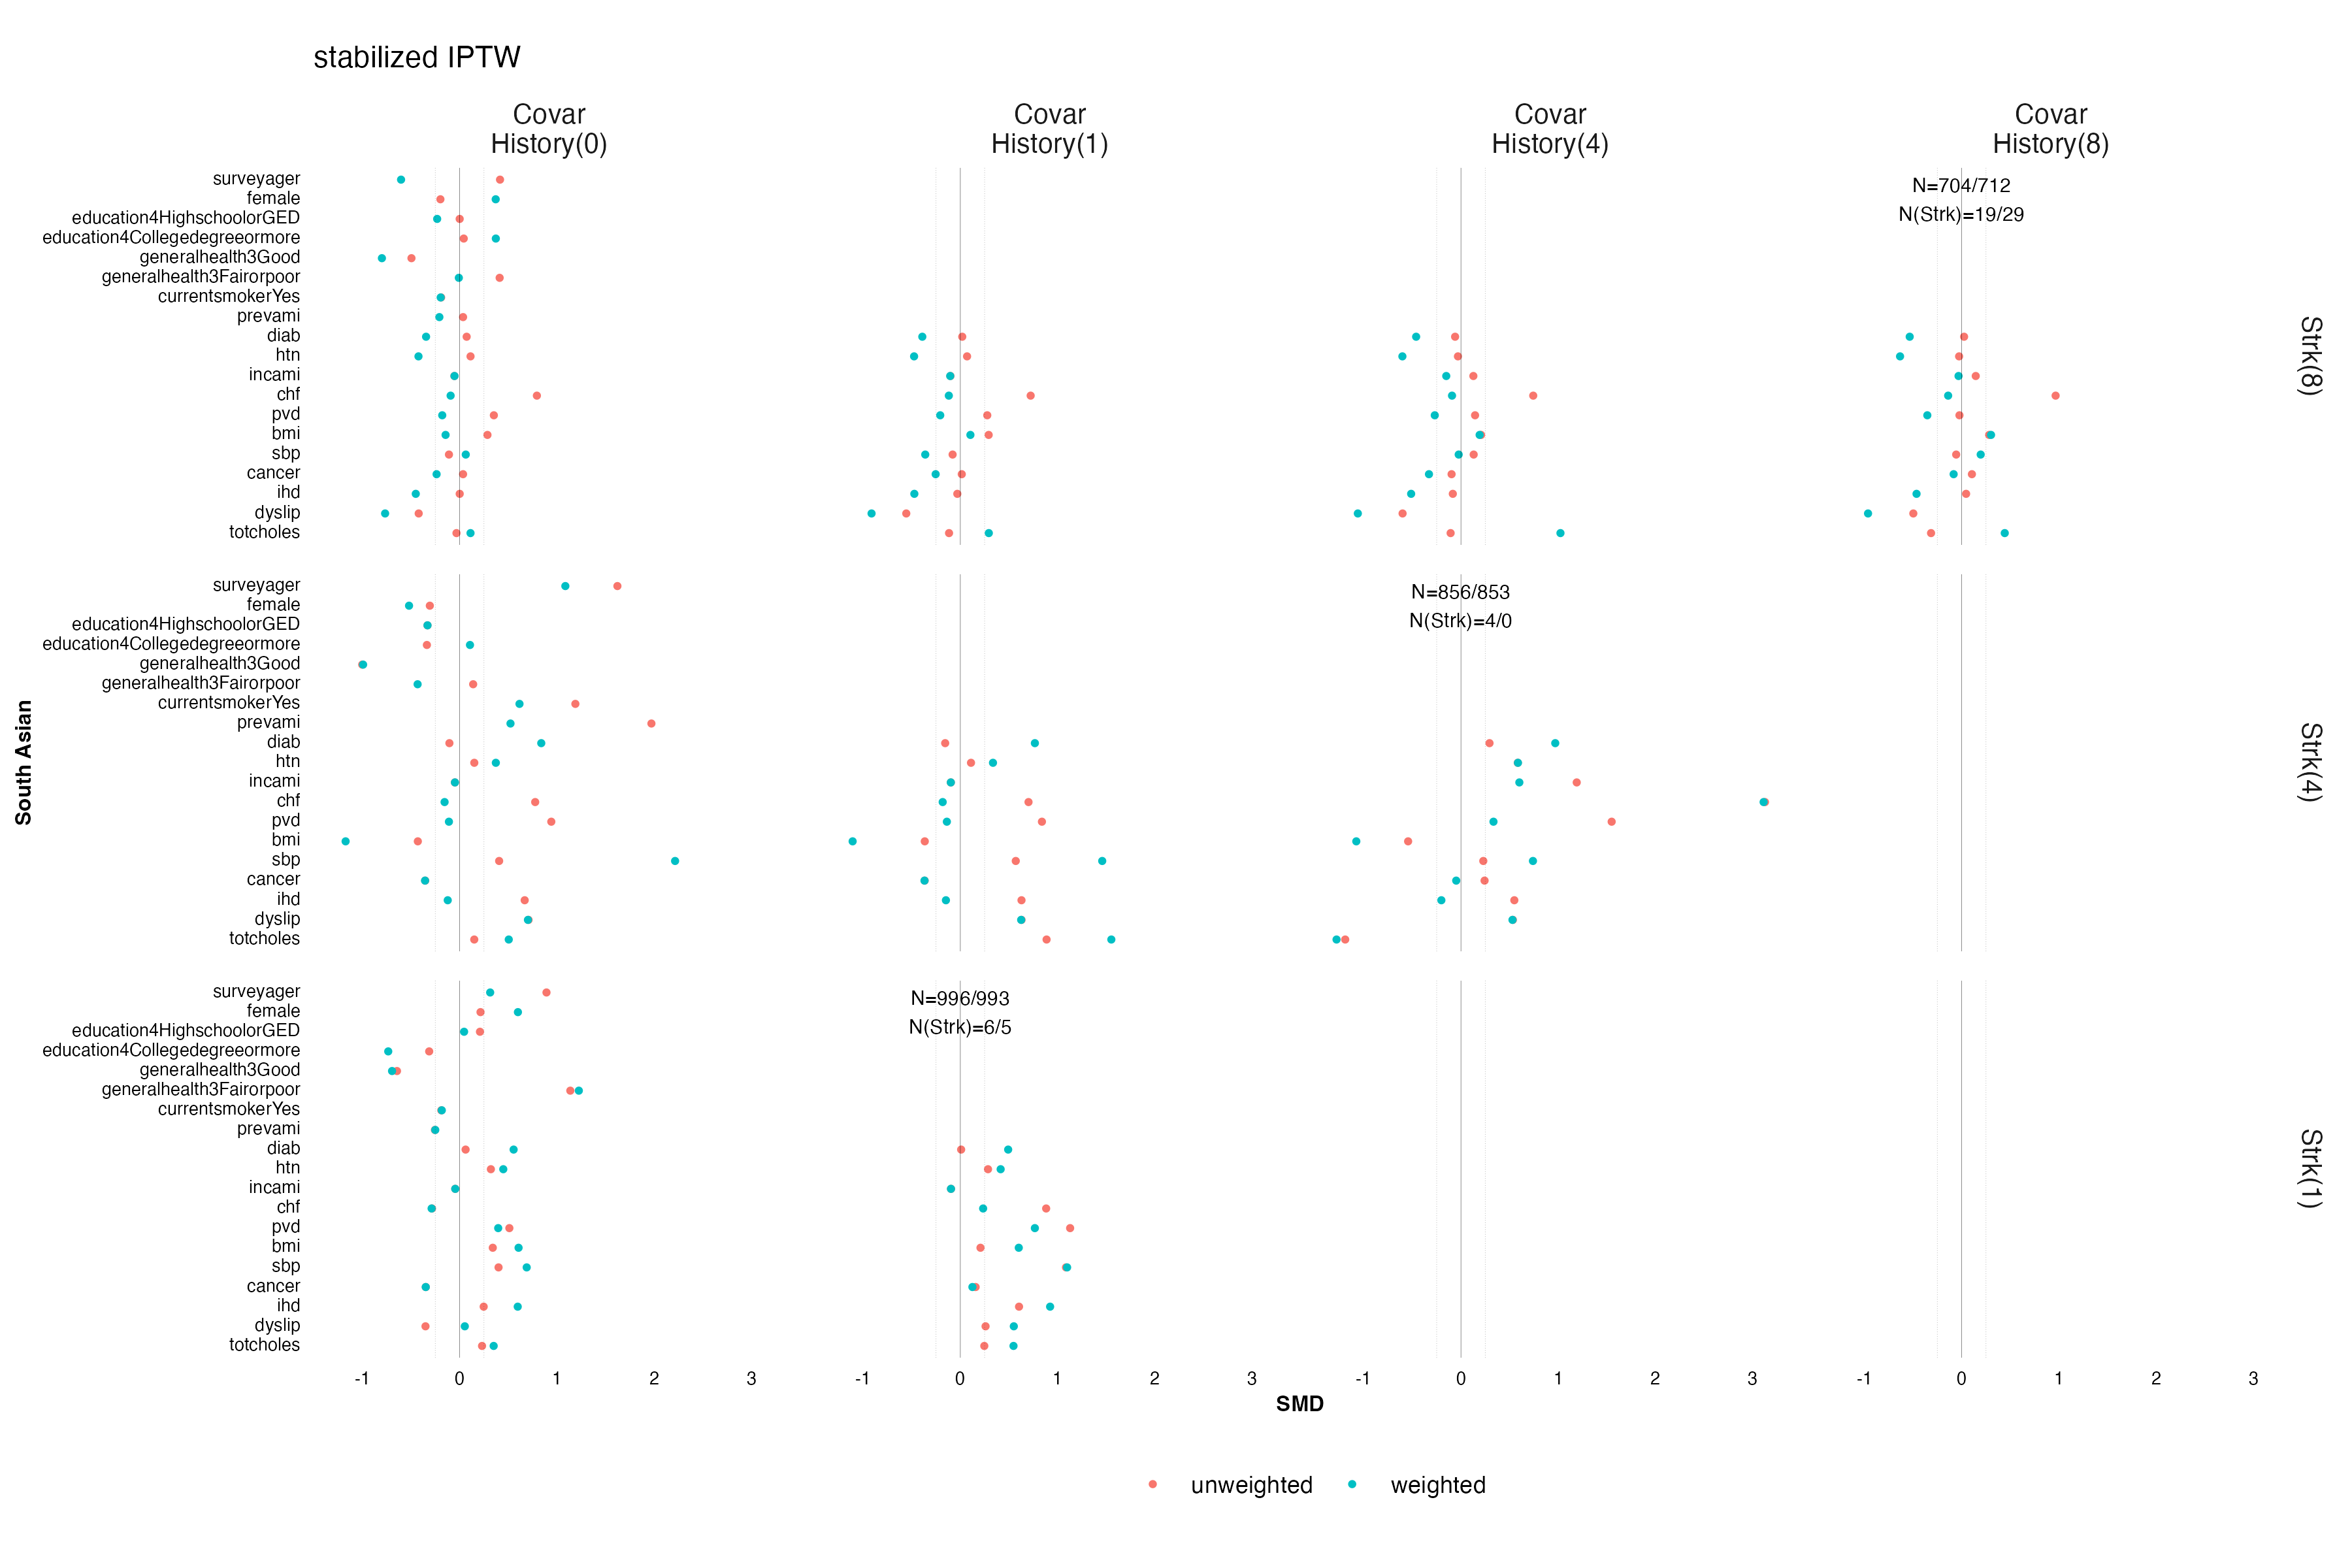 stabilized IPTW
Covar
History(0)
Covar
History(1)
Covar
History(4)
Covar
History(8)
surveyager
female
education4HighschoolorGED
education4Collegedegreeormore
generalhealth3Good
generalhealth3Fairorpoor
currentsmokerYes
prevami
diab
htn
incami
chf
pvd
bmi
sbp
cancer
ihd
dyslip
totcholes
N=704/712
N(Strk)=19/29
Strk(8)
South Asian
surveyager
female
education4HighschoolorGED
education4Collegedegreeormore
generalhealth3Good
generalhealth3Fairorpoor
currentsmokerYes
prevami
diab
htn
incami
chf
pvd
bmi
sbp
cancer
ihd
dyslip
totcholes
N=856/853
N(Strk)=4/0
Strk(4)
surveyager
female
education4HighschoolorGED
education4Collegedegreeormore
generalhealth3Good
generalhealth3Fairorpoor
currentsmokerYes
prevami
diab
htn
incami
chf
pvd
bmi
sbp
cancer
ihd
dyslip
totcholes
N=996/993
N(Strk)=6/5
Strk(1)
-1 0 1 2 3
-1 0 1 2 3
-1 0 1 2 3
-1 0 1 2 3
SMD
unweighted
weighted